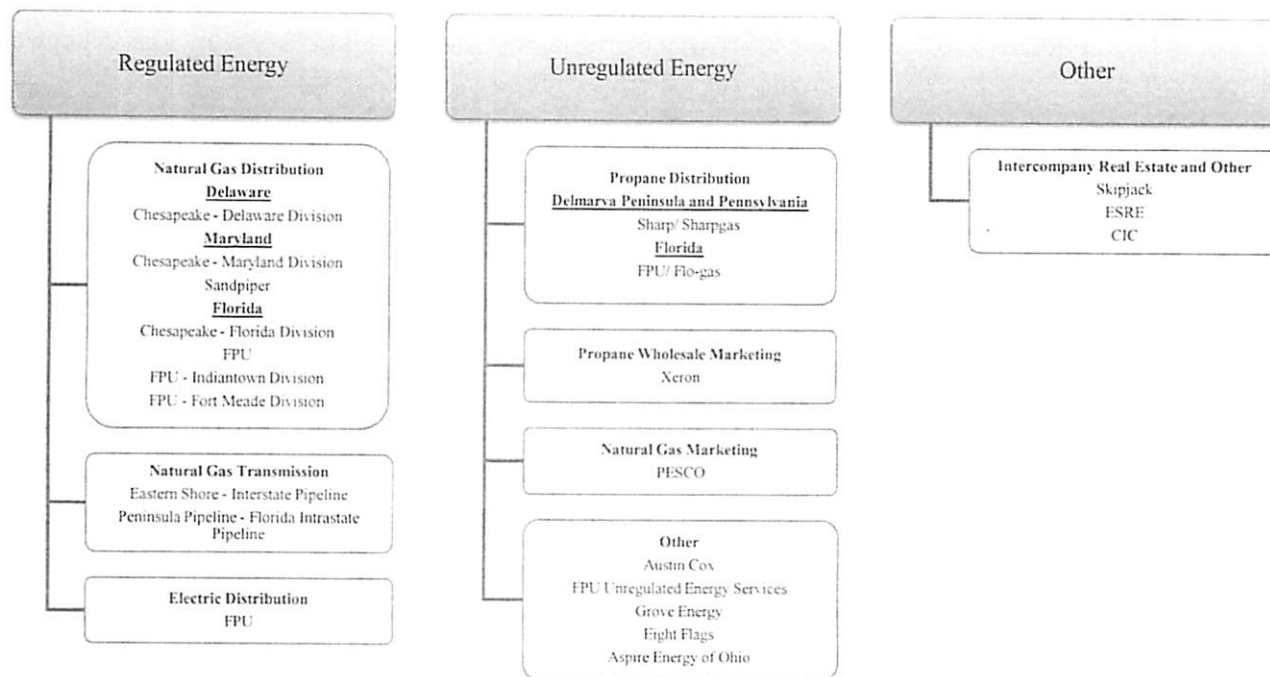 Regulated Energy
Natural Gas Distribution
Delaware
Chesapeake - Delaware Division
Maryland
Chesapeake - Maryland Division
Sandpiper
Florida
Chesapeake - Florida Division
FPU
FPU - Indiantown Division
FPU - Fort Meade Division
Natural Gas Transmission
Eastern Shore - Interstate Pipeline
Peninsula Pipeline - Florida Intrastate
Pipeline
Electric Distribution
FPU
Unregulated Energy
Propane Distribution
Delmarva Peninsula and Pennsylvania
Sharp/ Sharpgas
Florida
FPU/ Flo-gas
Propane Wholesale Marketing
Xeron
Natural Gas Marketing
PESCO
Other
Austin Cox
FPU Unregulated Energy Services
Grove Energy
Eight Flags
Aspire Energy of Ohio
Other
Intercompany Real Estate and Other
Skipjack
ESRE
CIC